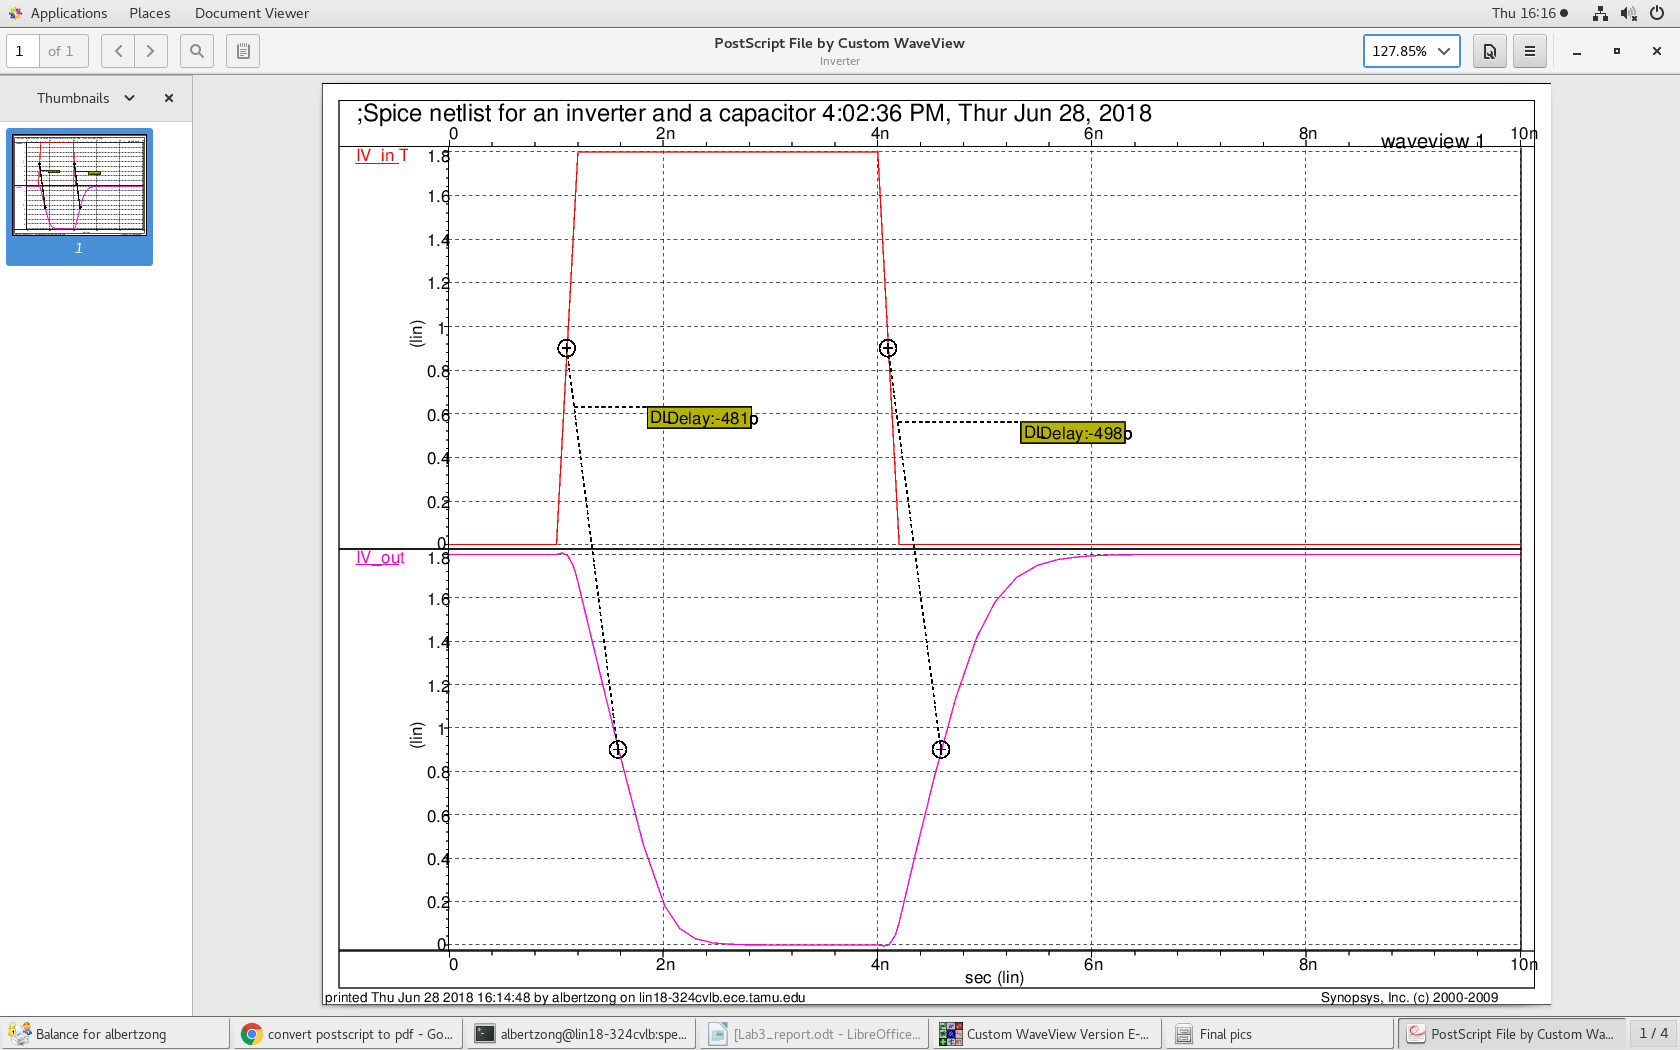 Applications Places Document Viewer Thu 16:16
1 of 1 PostScript File by Custom WaveView 127.85%
Inverter
Thumbnails
1
;Spice netlist for an inverter and a capacitor 4:02:36 PM, Thur Jun 28, 2018
0 2n 4n 6n 8n 10n
waveview 1
IV_in T
1.8
1.6
1.4
1.2
1
(lin)
0.8
0.6
DLDelay:-481p
DLDelay:-498p
0.4
0.2
0
IV_out
1.8
1.6
1.4
1.2
1
(lin)
0.8
0.6
0.4
0.2
0
0 2n 4n 6n 8n 10n
sec (lin)
printed Thu Jun 28 2018 16:14:48 by albertzong on lin18-324cvlb.ece.tamu.edu Synopsys, Inc. (c) 2000-2009
Balance for albertzong convert postscript to pdf - Go... albertzong@lin18-324cvlb:spe... [Lab3_report.odt - LibreOffice... Custom WaveView Version E-... Final pics PostScript File by Custom Wa... 1 / 4